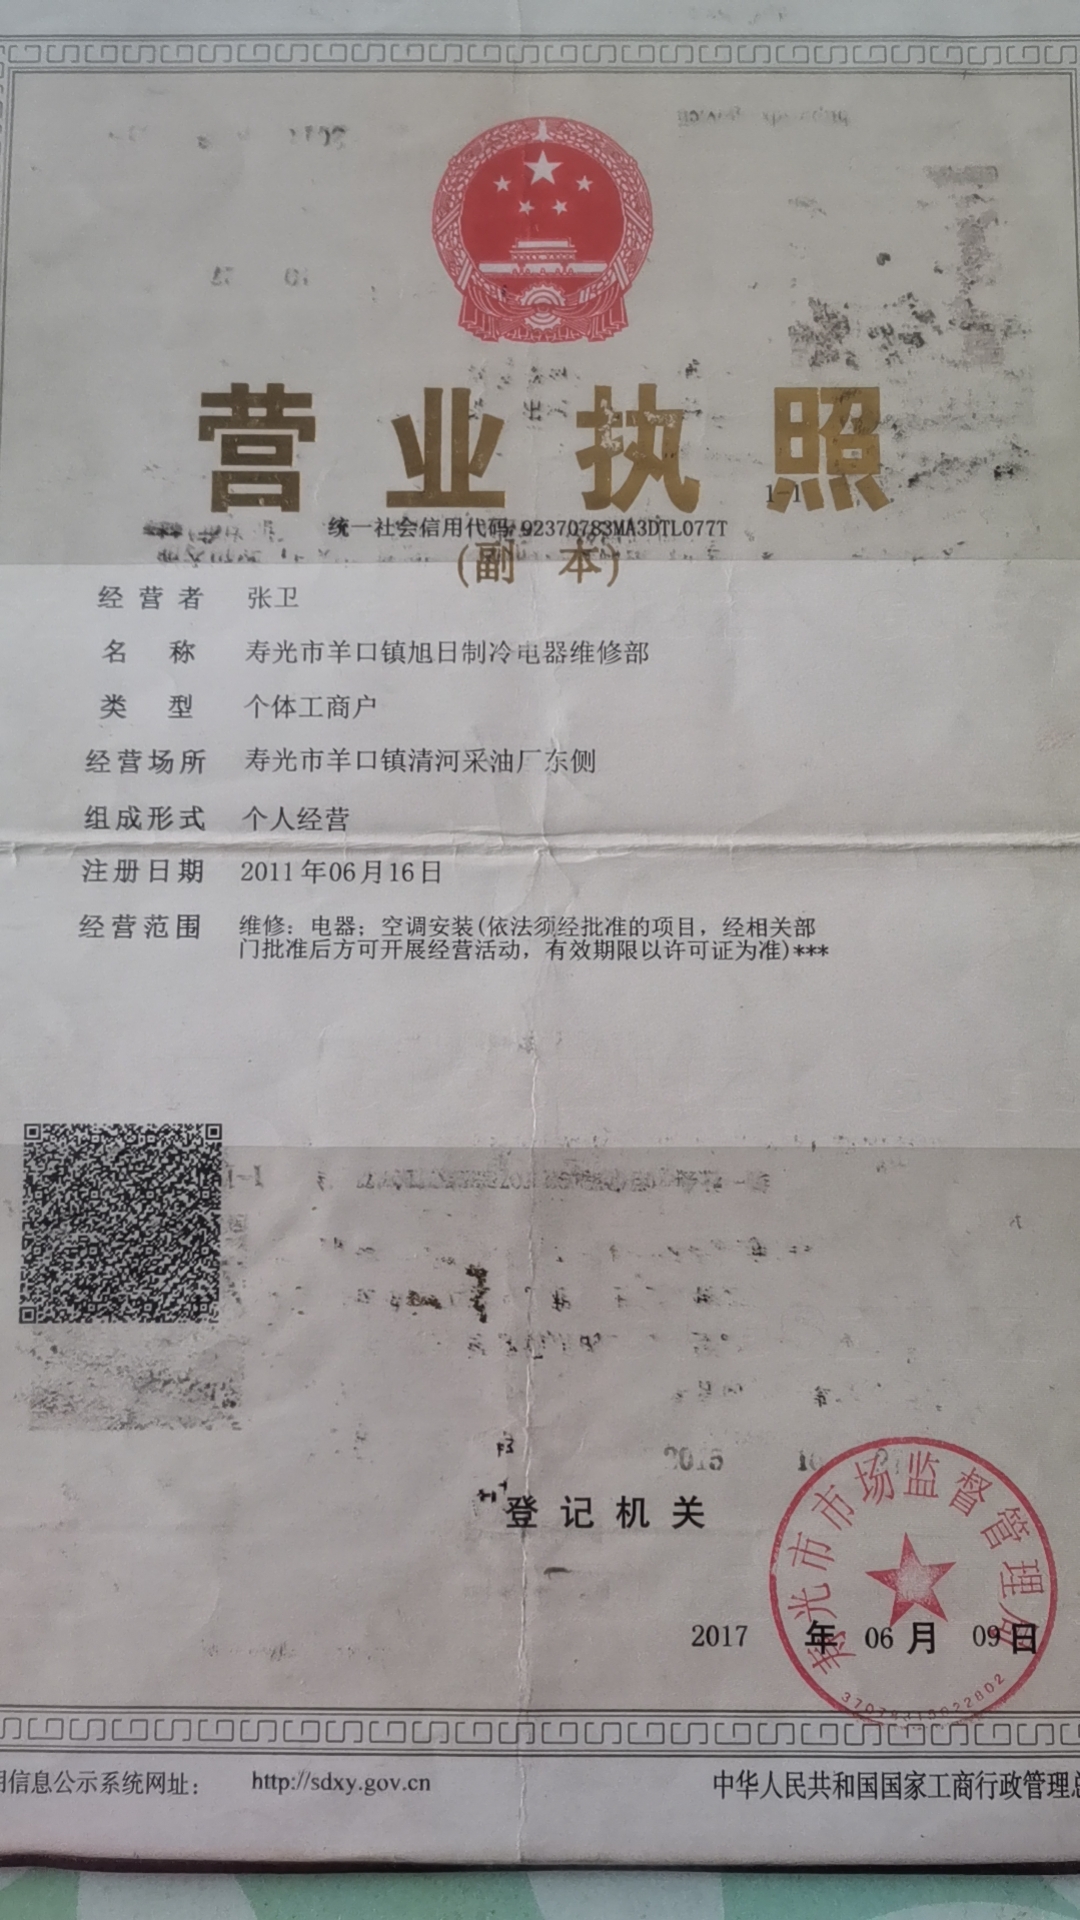 营业执照
1-1
统一社会信用代码 92370783MA3DTL077T
(副 本)
经营者 张卫
名称 寿光市羊口镇旭日制冷电器维修部
类型 个体工商户
经营场所 寿光市羊口镇清河采油厂东侧
组成形式 个人经营
注册日期 2011年06月16日
经营范围 维修：电器；空调安装(依法须经批准的项目，经相关部
门批准后方可开展经营活动，有效期限以许可证为准)***
登记机关
寿光市市场监督管理局
2017 年 06 月 09 日
信息公示系统网址： http://sdxy.gov.cn
中华人民共和国国家工商行政管理总